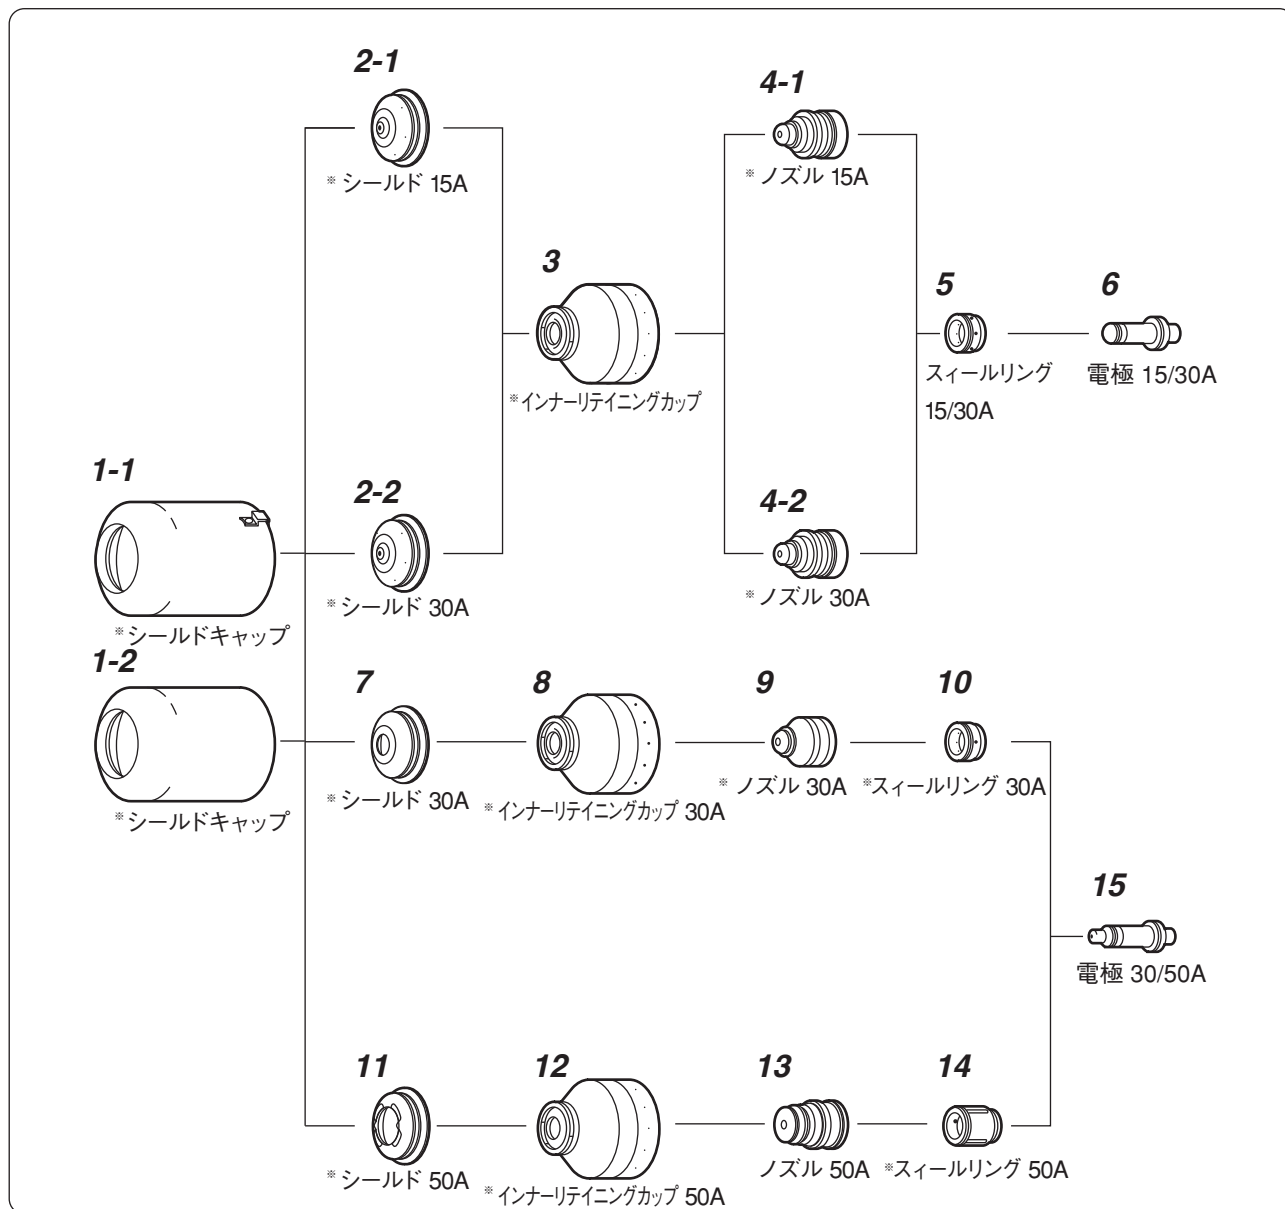 2-1
※シールド 15A
4-1
※ノズル 15A
3
※インナーリテイニングカップ
5
スィールリング
15/30A
6
電極 15/30A
1-1
※シールドキャップ
2-2
※シールド 30A
4-2
※ノズル 30A
1-2
※シールドキャップ
7
※シールド 30A
8
※インナーリテイニングカップ 30A
9
※ノズル 30A
10
※スィールリング 30A
15
電極 30/50A
11
※シールド 50A
12
※インナーリテイニングカップ 50A
13
ノズル 50A
14
※スィールリング 50A